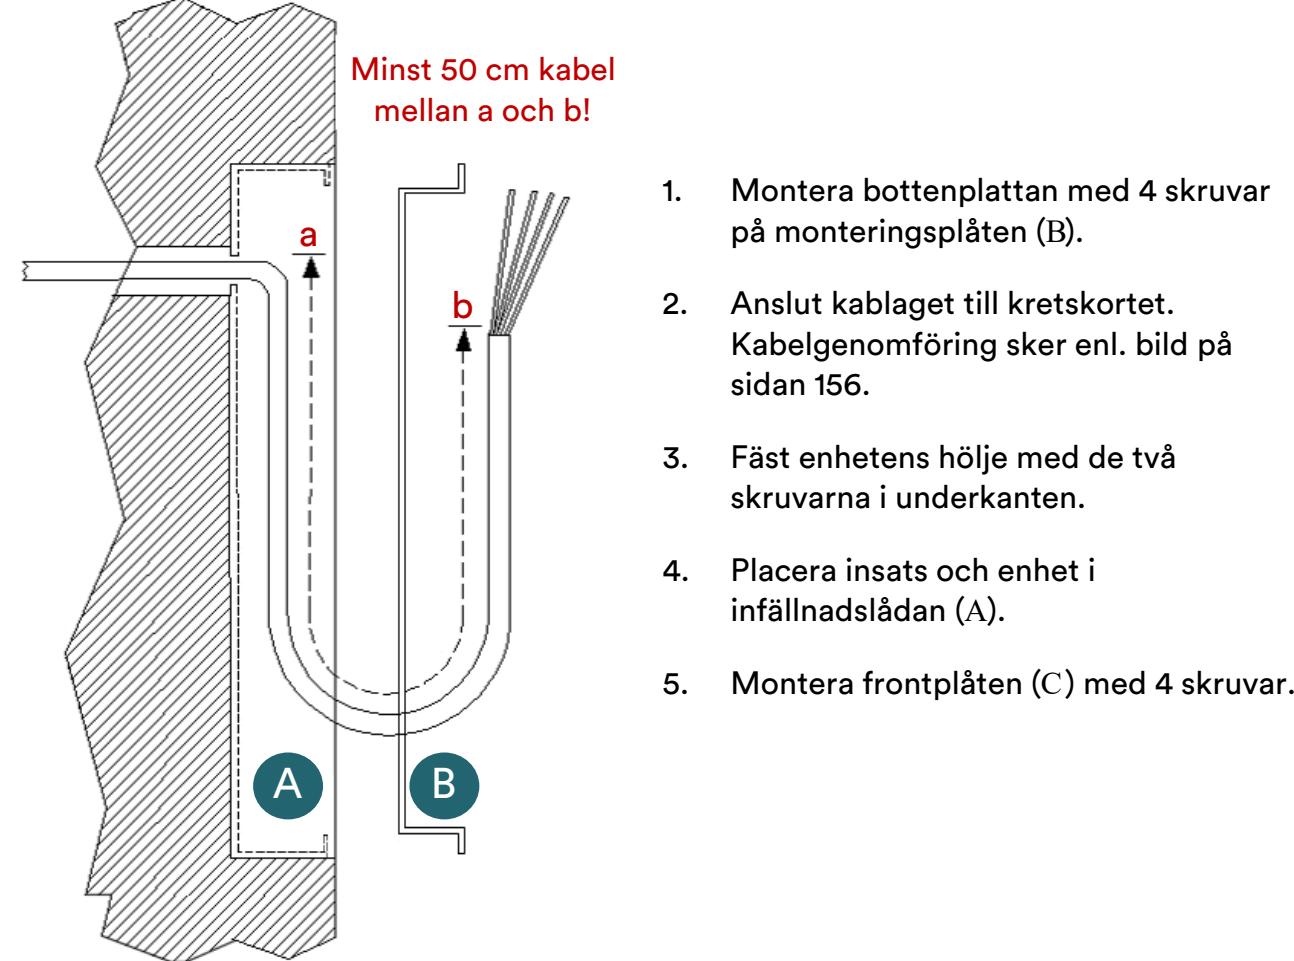 Minst 50 cm kabel
mellan a och b!
a
b
A
B
1. Montera bottenplattan med 4 skruvar
på monteringsplåten (B).
2. Anslut kablaget till kretskortet.
Kabelgenomföring sker enl. bild på
sidan 156.
3. Fäst enhetens hölje med de två
skruvarna i underkanten.
4. Placera insats och enhet i
infällnadslådan (A).
5. Montera frontplåten (C) med 4 skruvar.